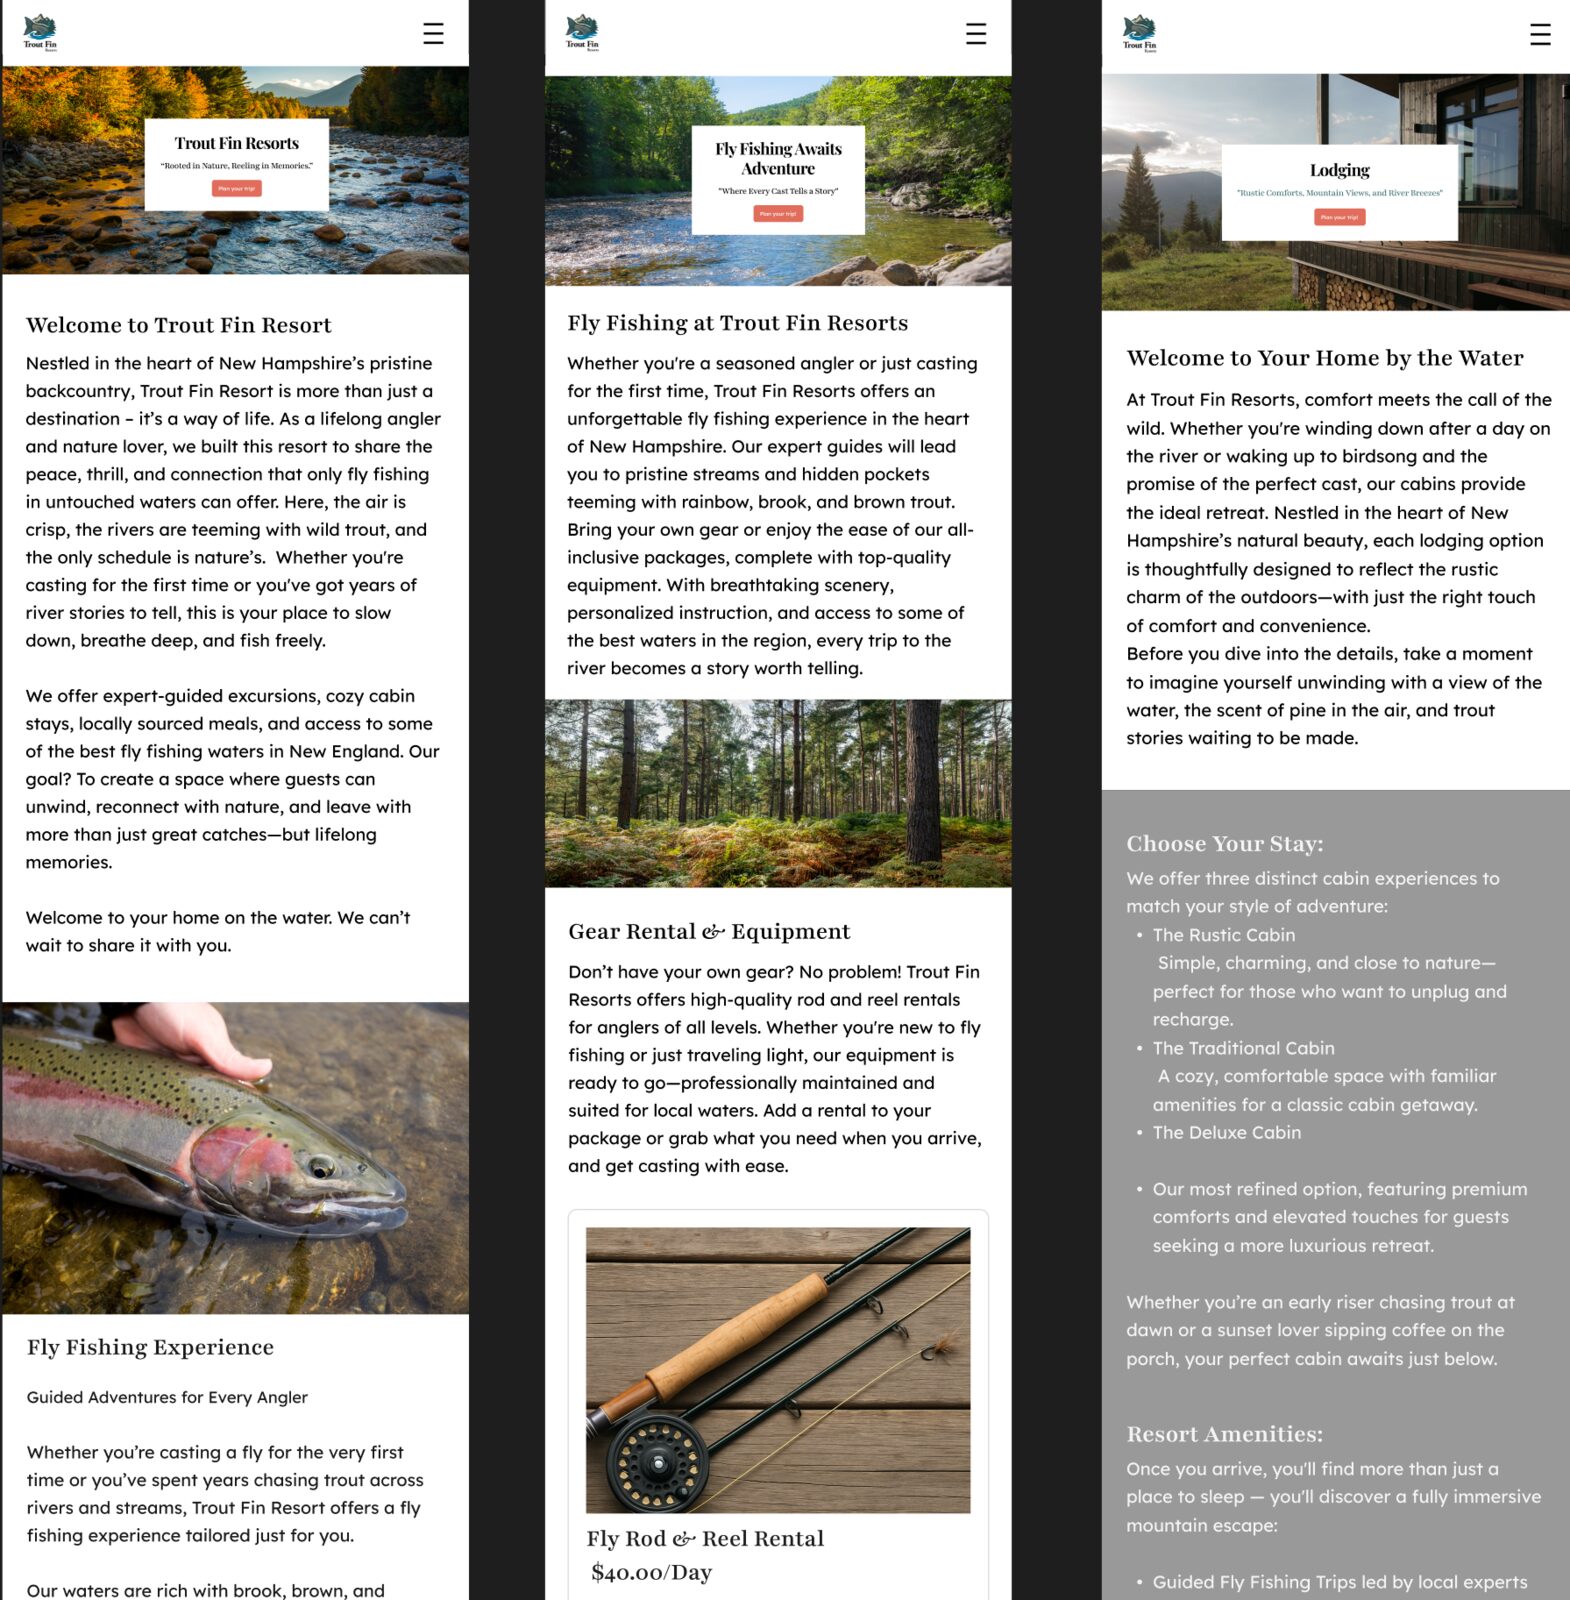 Trout Fin
Resorts
Trout Fin Resorts
“Rooted in Nature, Reeling in Memories.”
Plan your trip!
Welcome to Trout Fin Resort
Nestled in the heart of New Hampshire’s pristine
backcountry, Trout Fin Resort is more than just a
destination – it’s a way of life. As a lifelong angler
and nature lover, we built this resort to share the
peace, thrill, and connection that only fly fishing
in untouched waters can offer. Here, the air is
crisp, the rivers are teeming with wild trout, and
the only schedule is nature’s.  Whether you're
casting for the first time or you've got years of
river stories to tell, this is your place to slow
down, breathe deep, and fish freely.
We offer expert-guided excursions, cozy cabin
stays, locally sourced meals, and access to some
of the best fly fishing waters in New England. Our
goal? To create a space where guests can
unwind, reconnect with nature, and leave with
more than just great catches—but lifelong
memories.
Welcome to your home on the water. We can’t
wait to share it with you.
Fly Fishing Experience
Guided Adventures for Every Angler
Whether you’re casting a fly for the very first
time or you’ve spent years chasing trout across
rivers and streams, Trout Fin Resort offers a fly
fishing experience tailored just for you.
Our waters are rich with brook, brown, and
Trout Fin
Resorts
Fly Fishing Awaits
Adventure
"Where Every Cast Tells a Story"
Plan your trip!
Fly Fishing at Trout Fin Resorts
Whether you're a seasoned angler or just casting
for the first time, Trout Fin Resorts offers an
unforgettable fly fishing experience in the heart
of New Hampshire. Our expert guides will lead
you to pristine streams and hidden pockets
teeming with rainbow, brook, and brown trout.
Bring your own gear or enjoy the ease of our all-
inclusive packages, complete with top-quality
equipment. With breathtaking scenery,
personalized instruction, and access to some of
the best waters in the region, every trip to the
river becomes a story worth telling.
Gear Rental & Equipment
Don’t have your own gear? No problem! Trout Fin
Resorts offers high-quality rod and reel rentals
for anglers of all levels. Whether you're new to fly
fishing or just traveling light, our equipment is
ready to go—professionally maintained and
suited for local waters. Add a rental to your
package or grab what you need when you arrive,
and get casting with ease.
Fly Rod & Reel Rental
$40.00/Day
Trout Fin
Resorts
Lodging
"Rustic Comforts, Mountain Views, and River Breezes"
Plan your trip!
Welcome to Your Home by the Water
At Trout Fin Resorts, comfort meets the call of the
wild. Whether you're winding down after a day on
the river or waking up to birdsong and the
promise of the perfect cast, our cabins provide
the ideal retreat. Nestled in the heart of New
Hampshire’s natural beauty, each lodging option
is thoughtfully designed to reflect the rustic
charm of the outdoors—with just the right touch
of comfort and convenience.
Before you dive into the details, take a moment
to imagine yourself unwinding with a view of the
water, the scent of pine in the air, and trout
stories waiting to be made.
Choose Your Stay:
We offer three distinct cabin experiences to
match your style of adventure:
• The Rustic Cabin
Simple, charming, and close to nature—
perfect for those who want to unplug and
recharge.
• The Traditional Cabin
A cozy, comfortable space with familiar
amenities for a classic cabin getaway.
• The Deluxe Cabin
• Our most refined option, featuring premium
comforts and elevated touches for guests
seeking a more luxurious retreat.
Whether you’re an early riser chasing trout at
dawn or a sunset lover sipping coffee on the
porch, your perfect cabin awaits just below.
Resort Amenities:
Once you arrive, you'll find more than just a
place to sleep — you'll discover a fully immersive
mountain escape:
• Guided Fly Fishing Trips led by local experts